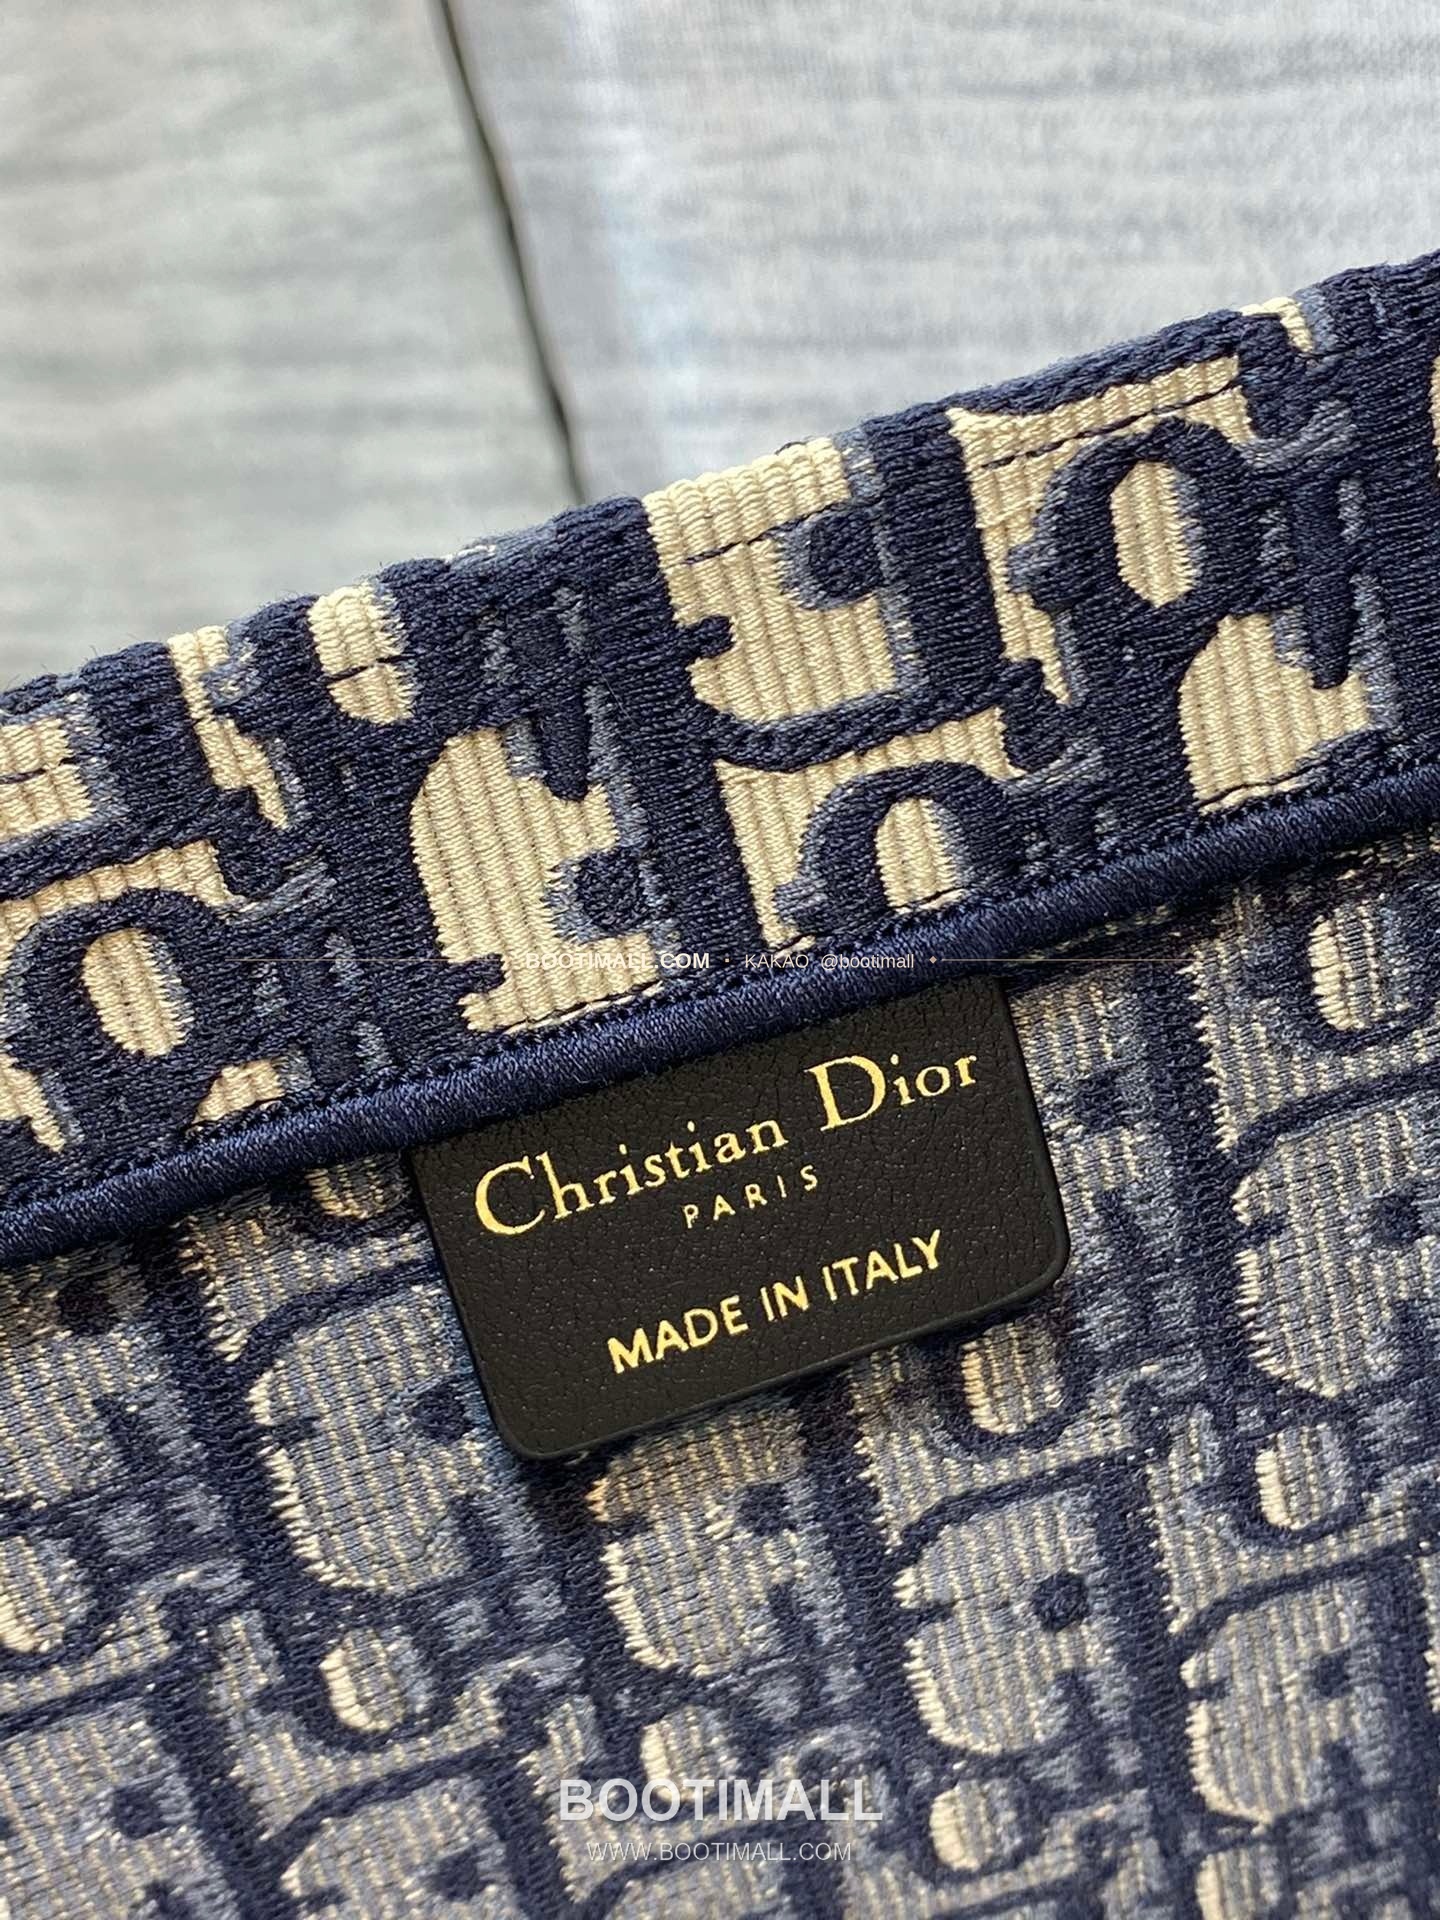 BOOTIMALL.COM • KAKAO @bootimall
Christian Dior
PARIS
MADE IN ITALY
BOOTIMALL
WWW.BOOTIMALL.COM